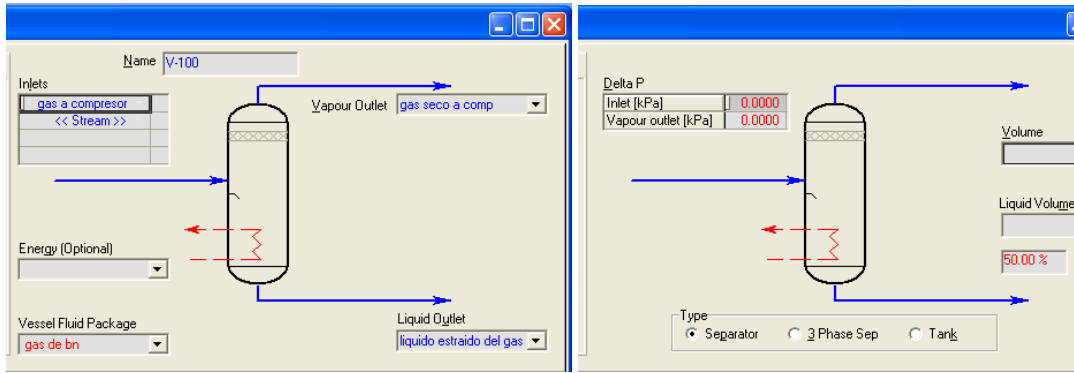 Name V-100
Inlets
gas a compresor
<< Stream >>
Vapour Outlet gas seco a comp
Energy (Optional)
Vessel Fluid Package
gas de bn
Liquid Outlet
liquido estraido del gas
Delta P
Inlet [kPa] 0.0000
Vapour outlet [kPa] 0.0000
Volume
Liquid Volume
50.00 %
Type
Separator 3 Phase Sep Tank